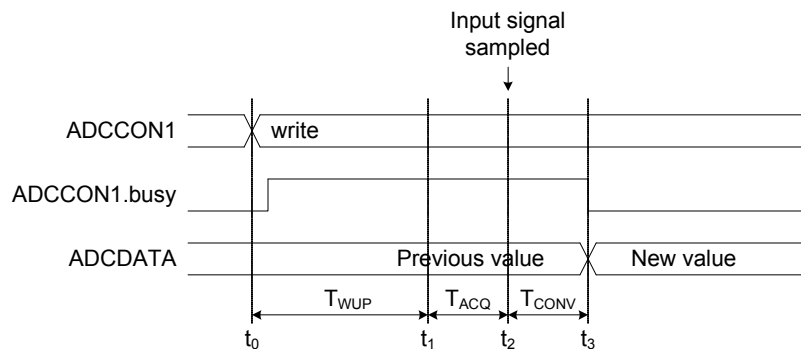 Input signal
sampled
ADCCON1
write
ADCCON1.busy
ADCDATA
Previous value
New value
TWUP
TACQ
TCONV
t0
t1
t2
t3